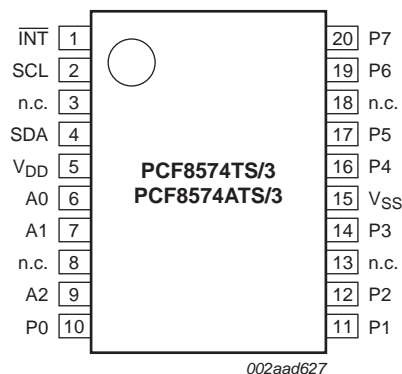 I̅N̅T̅ 1 20 P7
SCL 2 19 P6
n.c. 3 18 n.c.
SDA 4 17 P5
VDD 5 16 P4
PCF8574TS/3
PCF8574ATS/3
A0 6 15 VSS
A1 7 14 P3
n.c. 8 13 n.c.
A2 9 12 P2
P0 10 11 P1
002aad627